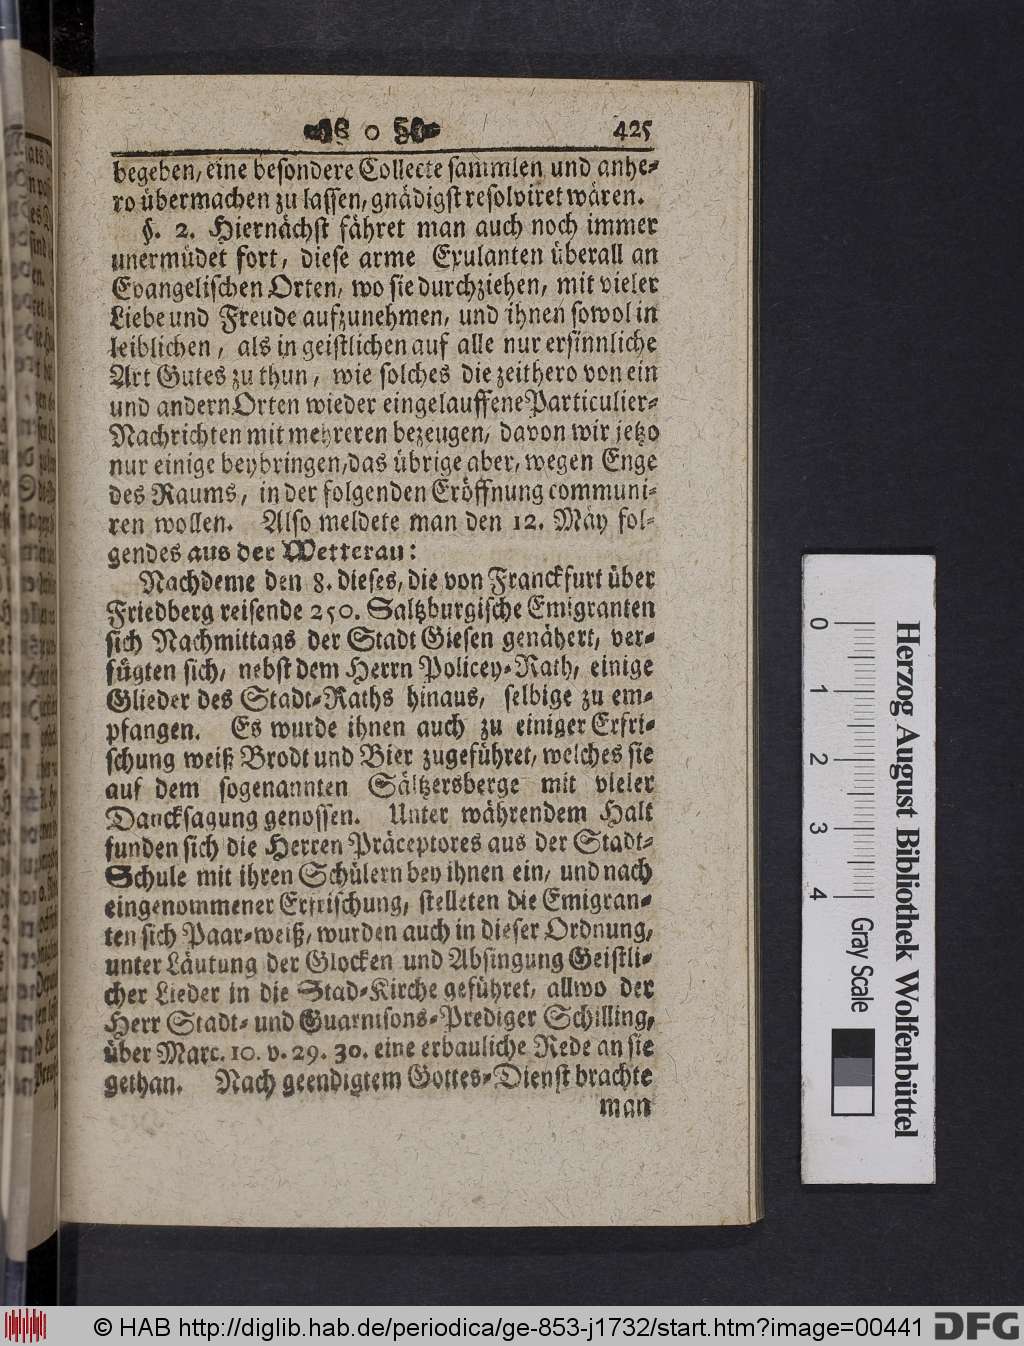 425
begeben, eine besondere Collecte sammlen und anhe-
ro übermachen zu lassen, gnädigst resolviret wären.
§. 2. Hiernächst fähret man auch noch immer
unermüdet fort, diese arme Exulanten überall an
Evangelischen Orten, wo sie durchziehen, mit vieler
Liebe und Freude aufzunehmen, und ihnen sowol in
leiblichen, als in geistlichen auf alle nur ersinnliche
Art Gutes zu thun, wie solches die zeithero von ein
und andern Orten wieder eingelauffene Particulier-
Nachrichten mit mehreren bezeugen, davon wir jetzo
nur einige beybringen, das übrige aber, wegen Enge
des Raums, in der folgenden Eröffnung communi-
ren wollen. Also meldete man den 12. May fol-
gendes aus der Wetterau:
Nachdeme den 8. dieses, die von Franckfurt über
Friedberg reisende 250. Saltzburgische Emigranten
sich Nachmittags der Stadt Giesen genähert, ver-
fügten sich, nebst dem Herrn Policey-Rath, einige
Glieder des Stadt-Raths hinaus, selbige zu em-
pfangen. Es wurde ihnen auch zu einiger Erfri-
schung weiß Brodt und Bier zugeführet, welches sie
auf dem sogenannten Sältzersberge mit vieler
Dancksagung genossen. Unter währendem Halt
funden sich die Herren Präceptores aus der Stadt-
Schule mit ihren Schülern bey ihnen ein, und nach
eingenommener Erfrischung, stelleten die Emigran-
ten sich Paar-weiß, wurden auch in dieser Ordnung,
unter Läutung der Glocken und Absingung Geistli-
cher Lieder in die Stad-Kirche geführet, allwo der
Herr Stadt- und Guarnisons-Prediger Schilling,
über Marc. 10. v. 29. 30. eine erbauliche Rede an sie
gethan. Nach geendigtem Gottes-Dienst brachte
man
0 1 2 3 4
Gray Scale
Herzog August Bibliothek Wolfenbüttel
© HAB http://diglib.hab.de/periodica/ge-853-j1732/start.htm?image=00441
DFG